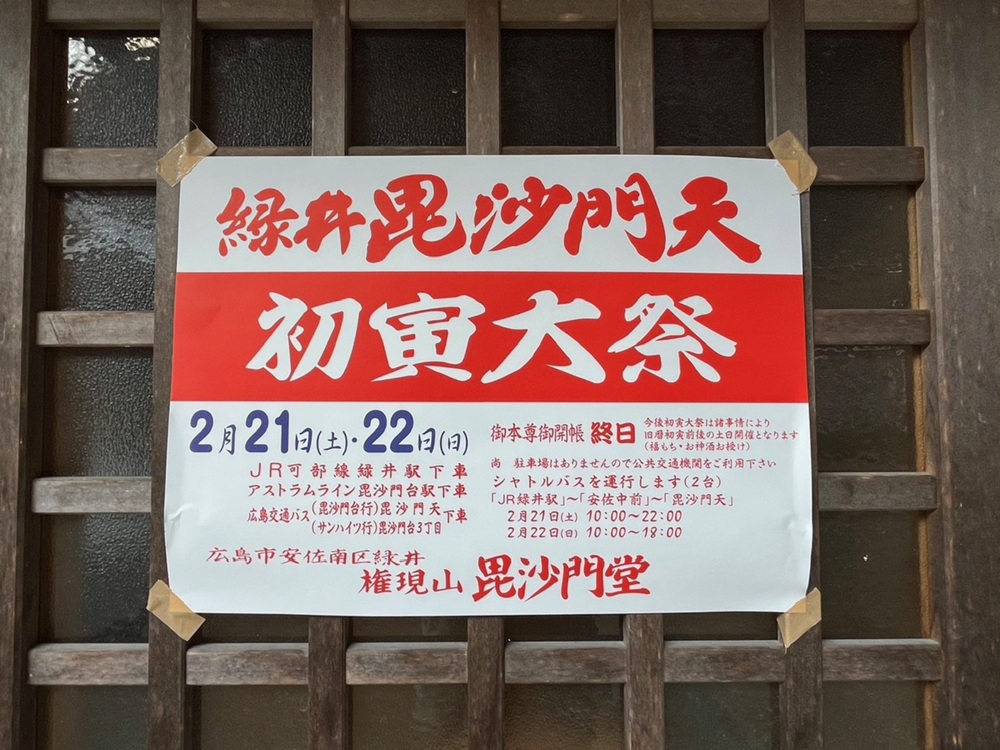 緑井毘沙門天
初寅大祭
2月21日(土)・22日(日)
JR可部線緑井駅下車
アストラムライン毘沙門台駅下車
広島交通バス(毘沙門台行)毘沙門天下車
(サンハイツ行)毘沙門台3丁目
御本尊御開帳 終日
今後初寅大祭は諸事情により
旧暦初寅前後の土日開催となります
(福もち・お神酒お授け)
尚 駐車場はありませんので公共交通機関をご利用下さい
シャトルバスを運行します(2台)
「JR緑井駅」～「安佐中前」～「毘沙門天」
2月21日(土) 10:00～22:00
2月22日(日) 10:00～18:00
広島市安佐南区緑井
権現山 毘沙門堂